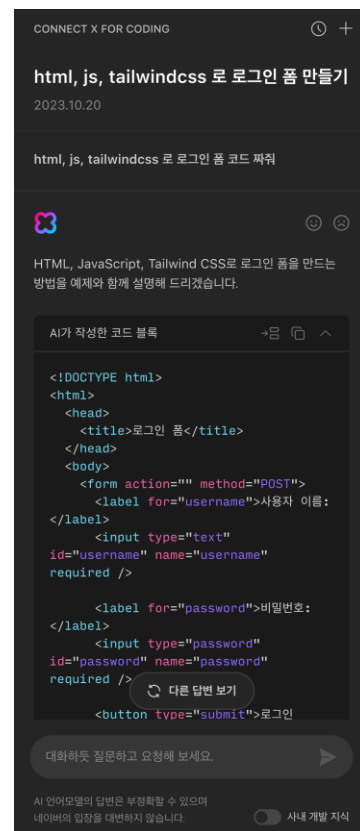 CONNECT X FOR CODING
html, js, tailwindcss 로 로그인 폼 만들기
2023.10.20
html, js, tailwindcss 로 로그인 폼 코드 짜줘
HTML, JavaScript, Tailwind CSS로 로그인 폼을 만드는
방법을 예제와 함께 설명해 드리겠습니다.
AI가 작성한 코드 블록
<!DOCTYPE html>
<html>
<head>
<title>로그인 폼</title>
</head>
<body>
<form action="" method="POST">
<label for="username">사용자 이름:
</label>
<input type="text"
id="username" name="username"
required />
<label for="password">비밀번호:
</label>
<input type="password"
id="password" name="password"
required />
다른 답변 보기
<button type="submit">로그인
대화하듯 질문하고 요청해 보세요.
AI 언어모델의 답변은 부정확할 수 있으며
네이버의 입장을 대변하지 않습니다.
사내 개발 지식